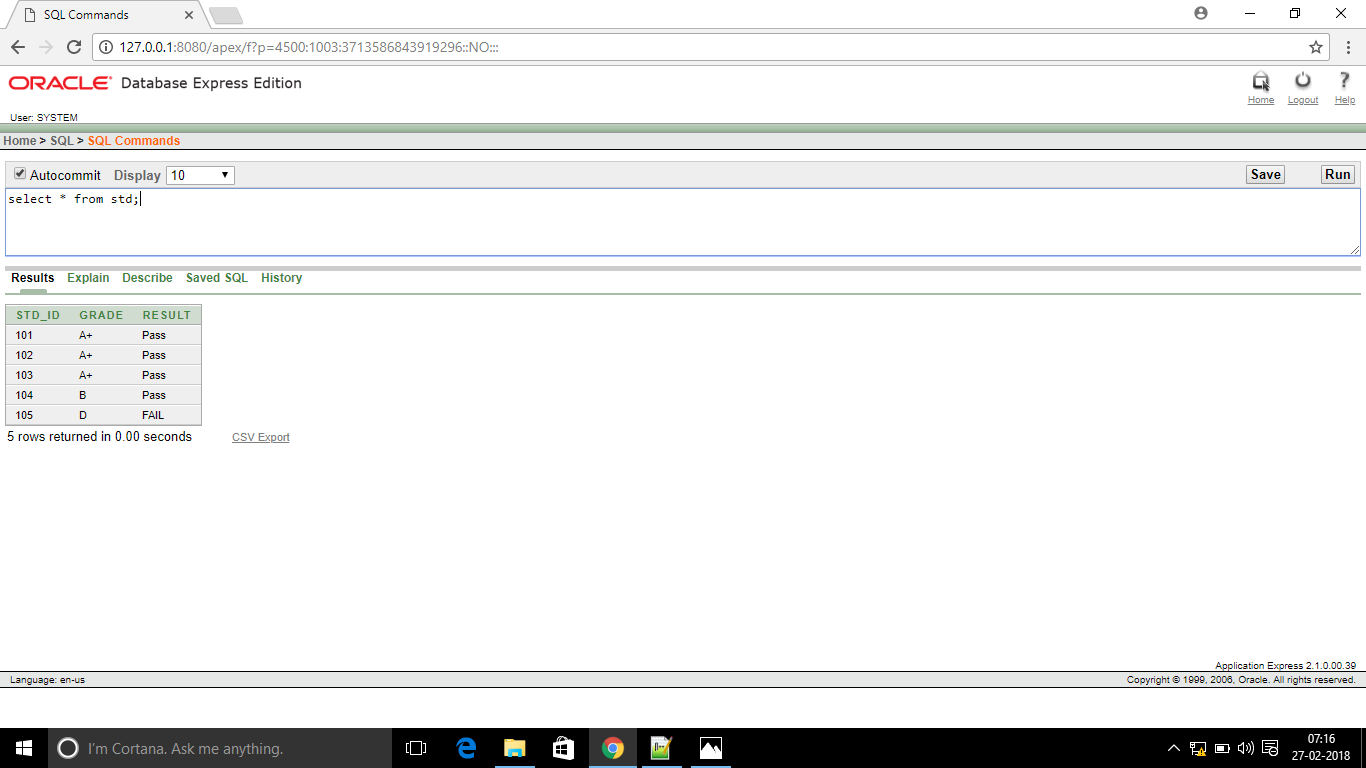 SQL Commands
127.0.0.1:8080/apex/f?p=4500:1003:3713586843919296::NO:::
ORACLE Database Express Edition
Home Logout Help
User: SYSTEM
Home > SQL > SQL Commands
Autocommit Display 10 Save Run
select * from std;
Results Explain Describe Saved SQL History
STD_ID GRADE RESULT
101 A+ Pass
102 A+ Pass
103 A+ Pass
104 B Pass
105 D FAIL
5 rows returned in 0.00 seconds CSV Export
Application Express 2.1.0.00.39
Language: en-us Copyright © 1999, 2006, Oracle. All rights reserved.
I'm Cortana. Ask me anything.
07:16
27-02-2018